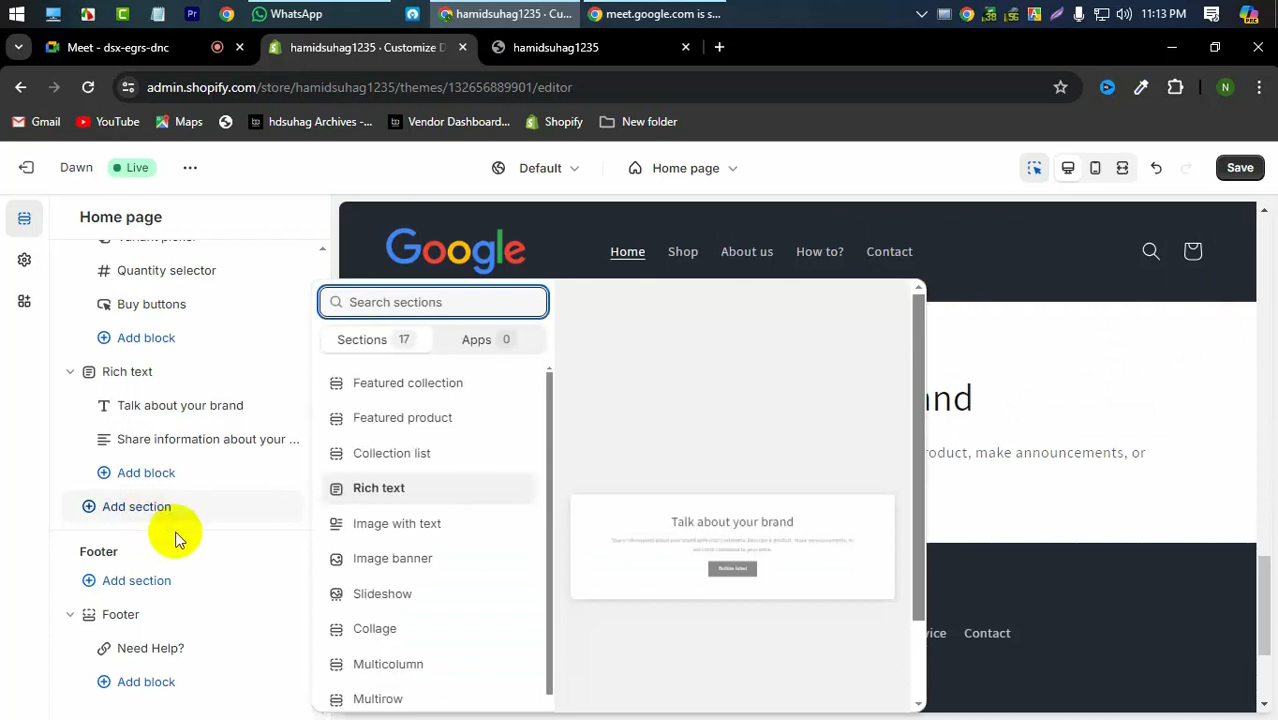 WhatsApp
hamidsuhag1235 · Cu...
meet.google.com is s...
11:13 PM
Meet - dsx-egrs-dnc
hamidsuhag1235 · Customize D
hamidsuhag1235
admin.shopify.com/store/hamidsuhag1235/themes/132656889901/editor
N
Gmail
YouTube
Maps
hdsuhag Archives -...
Vendor Dashboard...
Shopify
New folder
Dawn
Live
Default
Home page
Save
Home page
Quantity selector
Buy buttons
Add block
Rich text
Talk about your brand
Share information about your ...
Add block
Add section
Footer
Add section
Footer
Need Help?
Add block
Search sections
Sections 17
Apps 0
Featured collection
Featured product
Collection list
Rich text
Image with text
Image banner
Slideshow
Collage
Multicolumn
Multirow
Talk about your brand
Google
Home
Shop
About us
How to?
Contact
and
product, make announcements, or
Contact